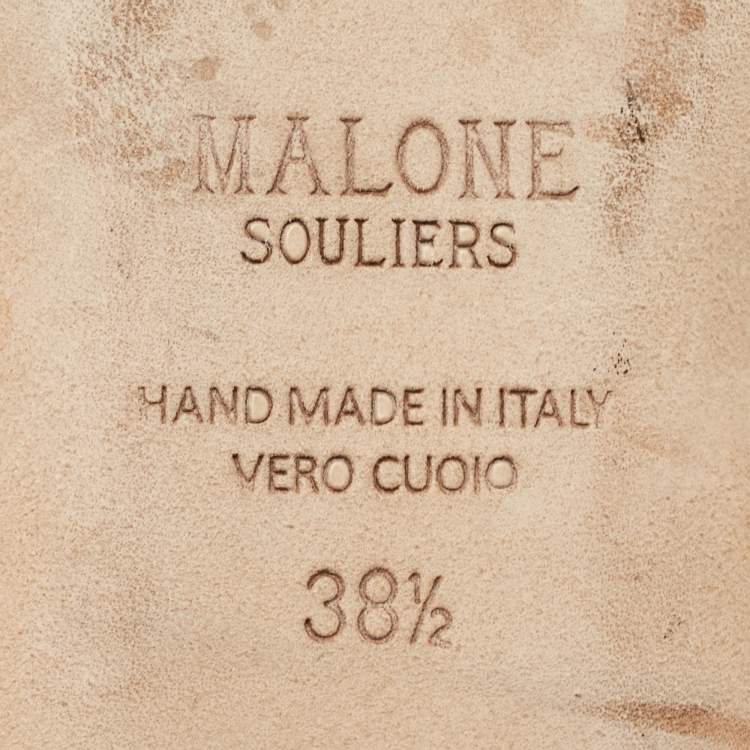 MALONE
SOULIERS
HAND MADE IN ITALY
VERO CUOIO
38½